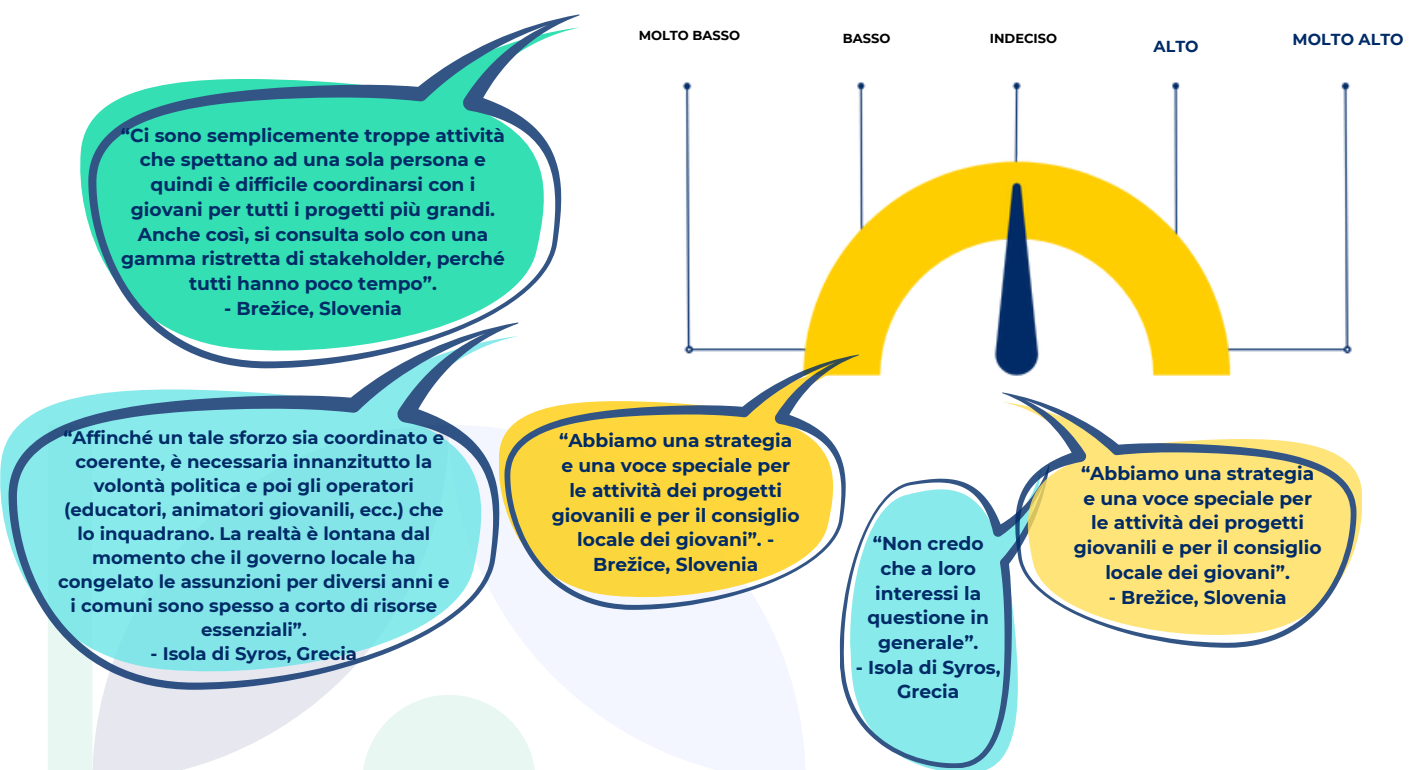 MOLTO BASSO
BASSO
INDECISO
ALTO
MOLTO ALTO
“Ci sono semplicemente troppe attività
che spettano ad una sola persona e
quindi è difficile coordinarsi con i
giovani per tutti i progetti più grandi.
Anche così, si consulta solo con una
gamma ristretta di stakeholder, perché
tutti hanno poco tempo”.
- Brežice, Slovenia
“Affinché un tale sforzo sia coordinato e
coerente, è necessaria innanzitutto la
volontà politica e poi gli operatori
(educatori, animatori giovanili, ecc.) che
lo inquadrano. La realtà è lontana dal
momento che il governo locale ha
congelato le assunzioni per diversi anni e
i comuni sono spesso a corto di risorse
essenziali”.
- Isola di Syros, Grecia
“Abbiamo una strategia
e una voce speciale per
le attività dei progetti
giovanili e per il consiglio
locale dei giovani”. -
Brežice, Slovenia
“Non credo
che a loro
interessi la
questione in
generale”.
- Isola di Syros,
Grecia
“Abbiamo una strategia
e una voce speciale per
le attività dei progetti
giovanili e per il consiglio
locale dei giovani”.
- Brežice, Slovenia